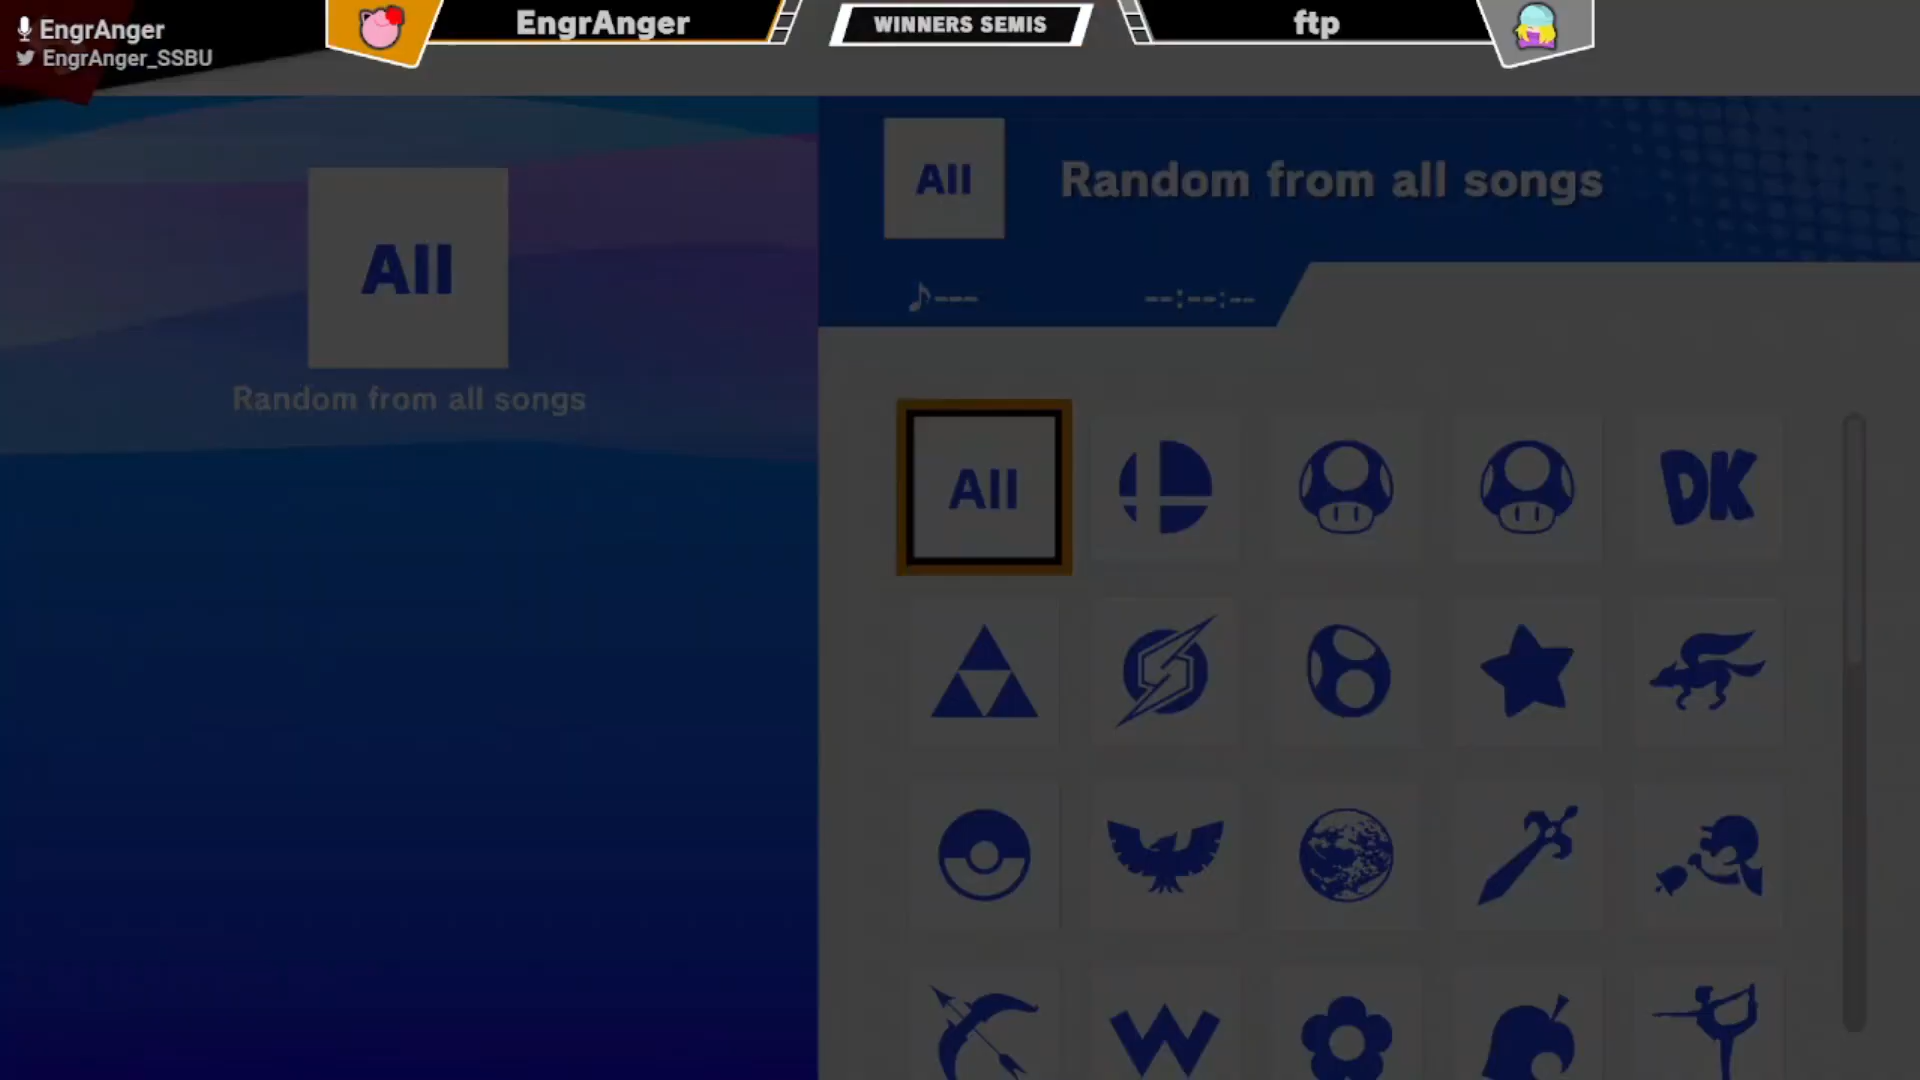 EngrAnger
EngrAnger_SSBU
EngrAnger
WINNERS SEMIS
ftp
All
Random from all songs
All
Random from all songs
---
--:--:--
All
DK
W